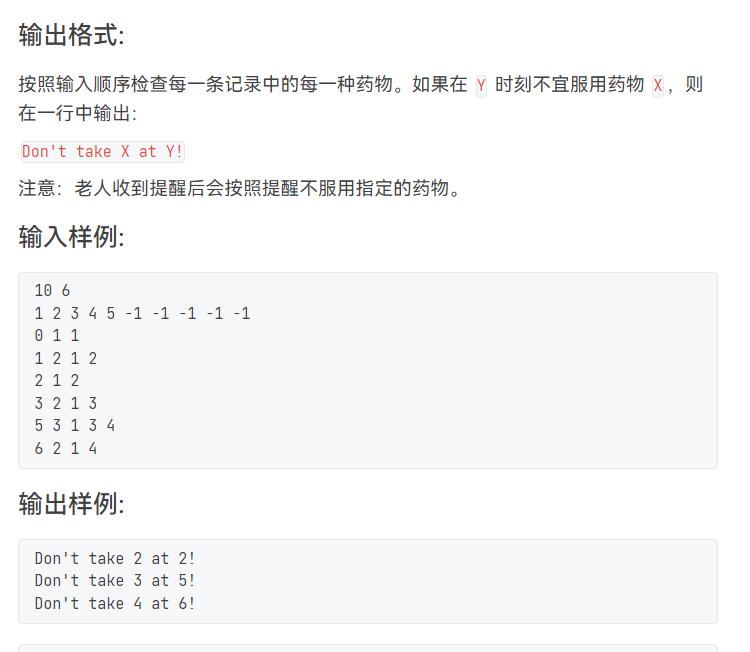 输出格式:
按照输入顺序检查每一条记录中的每一种药物。如果在 Y 时刻不宜服用药物 X，则
在一行中输出：
Don't take X at Y!
注意：老人收到提醒后会按照提醒不服用指定的药物。
输入样例:
10 6
1 2 3 4 5 -1 -1 -1 -1 -1
0 1 1
1 2 1 2
2 1 2
3 2 1 3
5 3 1 3 4
6 2 1 4
输出样例:
Don't take 2 at 2!
Don't take 3 at 5!
Don't take 4 at 6!